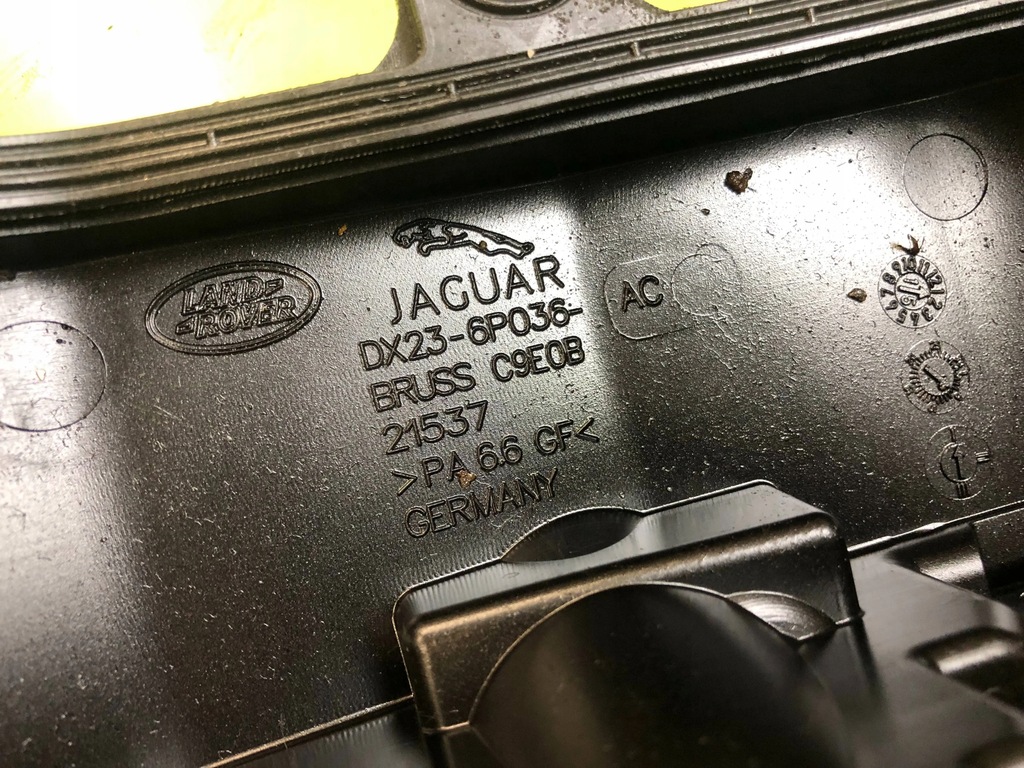 LAND-
-ROVER
JAGUAR
DX23-6P036-
AC
BRUSS C9E0B
21537
>PA 6.6 GF<
GERMANY